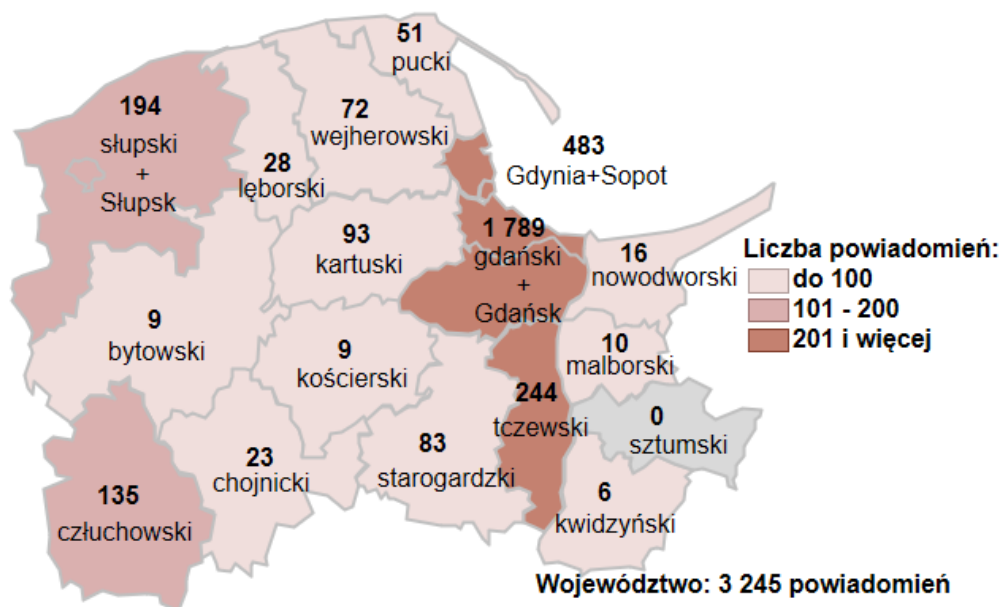 51
pucki
194
słupski
+
Słupsk
72
wejherowski
28
lęborski
483
Gdynia+Sopot
93
kartuski
1 789
gdański
+
Gdańsk
16
nowodworski
Liczba powiadomień:
do 100
101 - 200
201 i więcej
9
bytowski
9
kościerski
10
malborski
244
tczewski
0
sztumski
23
chojnicki
83
starogardzki
135
człuchowski
6
kwidzyński
Województwo: 3 245 powiadomień